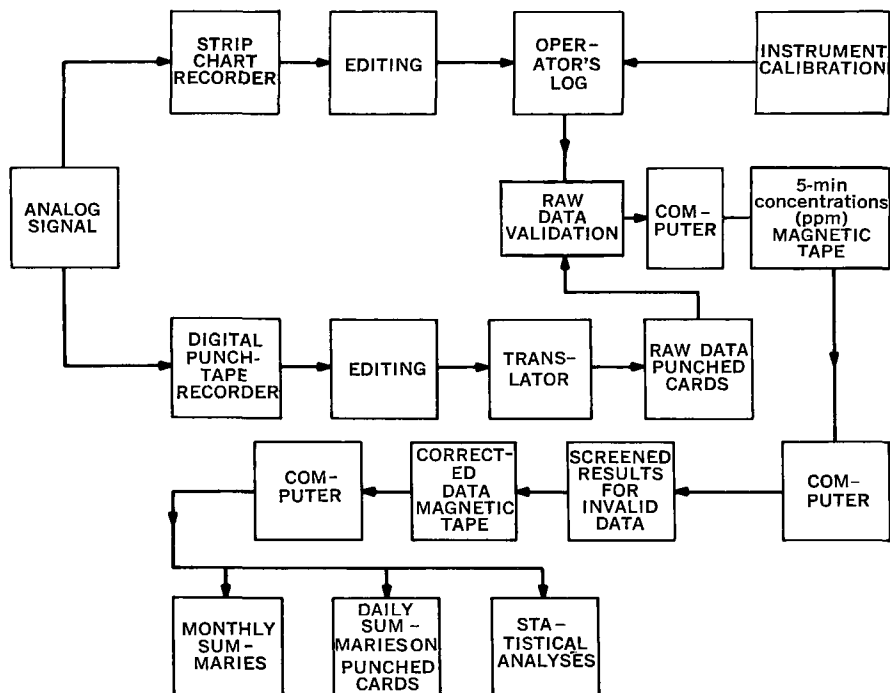 STRIP
CHART
RECORDER
EDITING
OPER-
ATOR'S
LOG
INSTRUMENT
CALIBRATION
ANALOG
SIGNAL
RAW
DATA
VALIDATION
COM-
PUTER
5-min
concentrations
(ppm)
MAGNETIC
TAPE
DIGITAL
PUNCH-
TAPE
RECORDER
EDITING
TRANS-
LATOR
RAW DATA
PUNCHED
CARDS
COM-
PUTER
CORRECT-
ED
DATA
MAGNETIC
TAPE
SCREENED
RESULTS
FOR
INVALID
DATA
COM-
PUTER
MONTHLY
SUM-
MARIES
DAILY
SUM-
MARIES ON
PUNCHED
CARDS
STA-
TISTICAL
ANALYSES